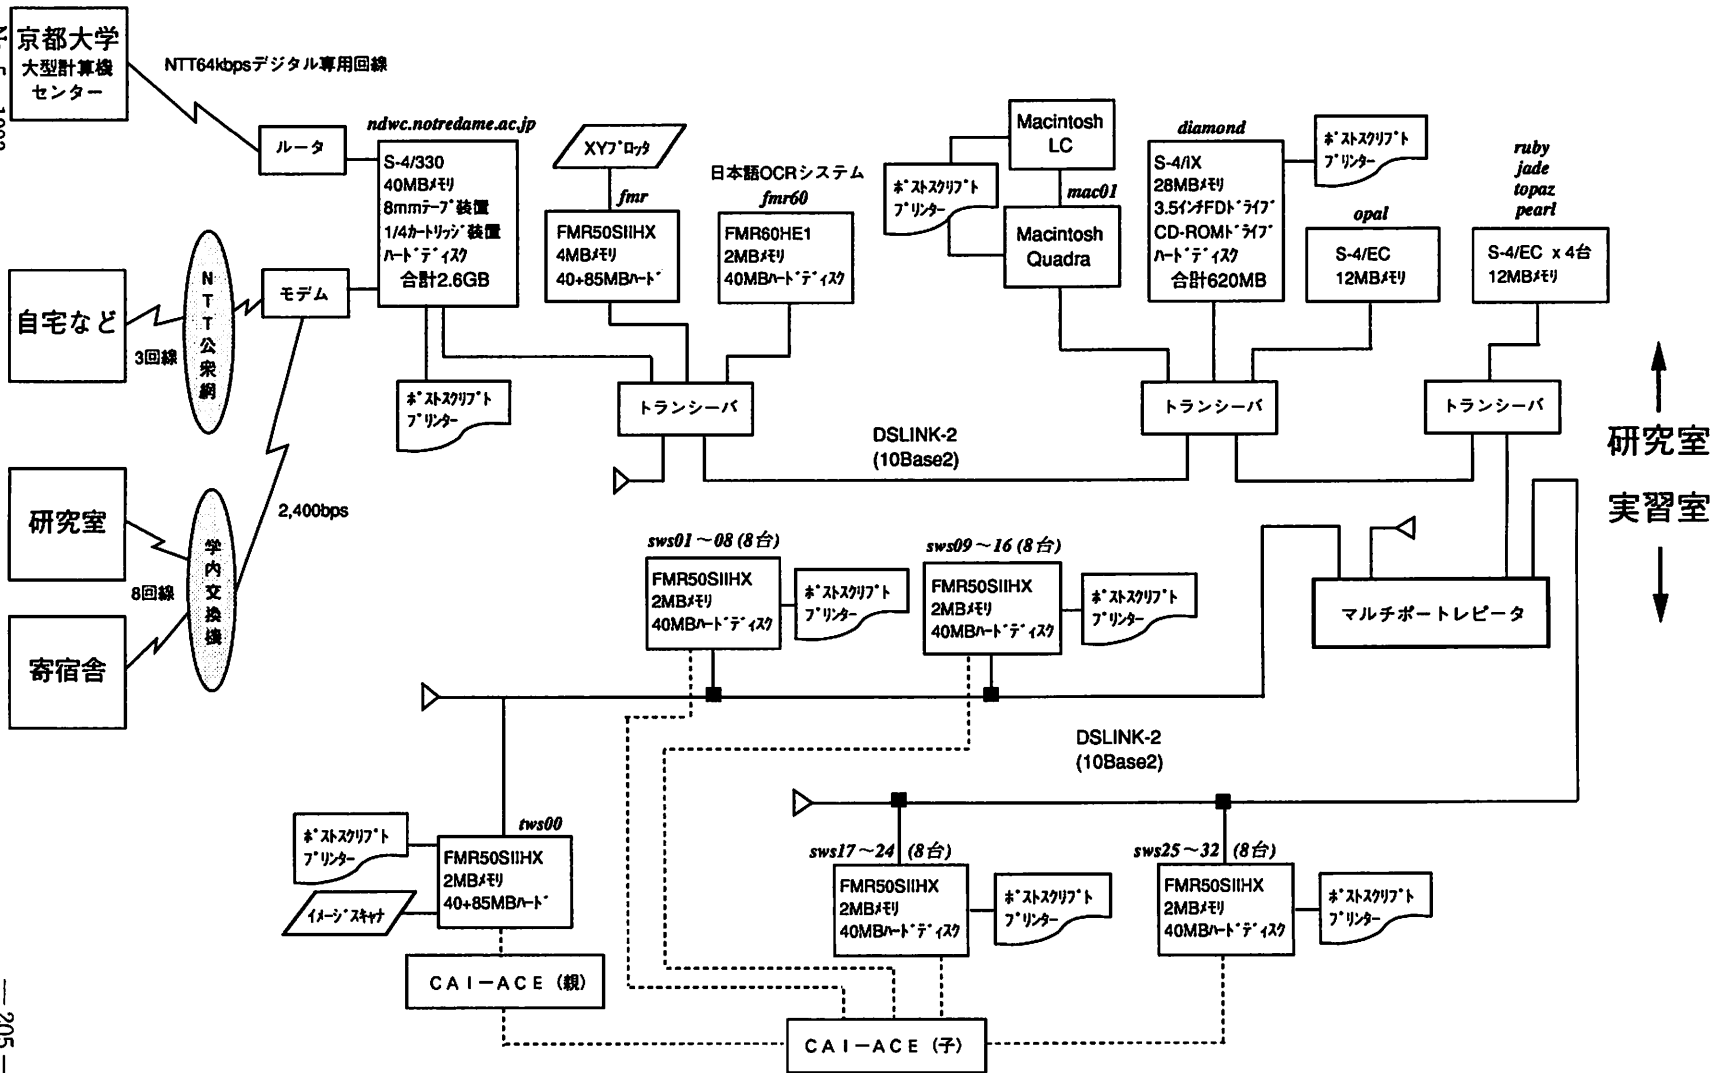 京都大学
大型計算機
センター
NTT64kbpsデジタル専用回線
ルータ
ndwc.notredame.ac.jp
S-4/330
40MBメモリ
8mmテープ装置
1/4カートリッジ装置
ハードディスク
合計2.6GB
XYプロッタ
fmr
FMR50SIIHX
4MBメモリ
40+85MBハード
日本語OCRシステム
fmr60
FMR60HE1
2MBメモリ
40MBハードディスク
Macintosh
LC
ポストスクリプト
プリンター
mac01
Macintosh
Quadra
diamond
S-4/IX
28MBメモリ
3.5インチFDドライブ
CD-ROMドライブ
ハードディスク
合計620MB
ポストスクリプト
プリンター
opal
S-4/EC
12MBメモリ
ruby
jade
topaz
pearl
S-4/EC x 4台
12MBメモリ
自宅など
3回線
NTT公衆網
モデム
ポストスクリプト
プリンター
トランシーバ
トランシーバ
トランシーバ
DSLINK-2
(10Base2)
研究室
実習室
研究室
8回線
寄宿舎
学内交換機
2,400bps
sws01～08 (8台)
FMR50SIIHX
2MBメモリ
40MBハードディスク
ポストスクリプト
プリンター
sws09～16 (8台)
FMR50SIIHX
2MBメモリ
40MBハードディスク
ポストスクリプト
プリンター
マルチポートレピータ
DSLINK-2
(10Base2)
tws00
ポストスクリプト
プリンター
イメージスキャナ
FMR50SIIHX
2MBメモリ
40+85MBハード
sws17～24 (8台)
FMR50SIIHX
2MBメモリ
40MBハードディスク
ポストスクリプト
プリンター
sws25～32 (8台)
FMR50SIIHX
2MBメモリ
40MBハードディスク
ポストスクリプト
プリンター
CAI－ACE（親）
CAI－ACE（子）
— 205 —